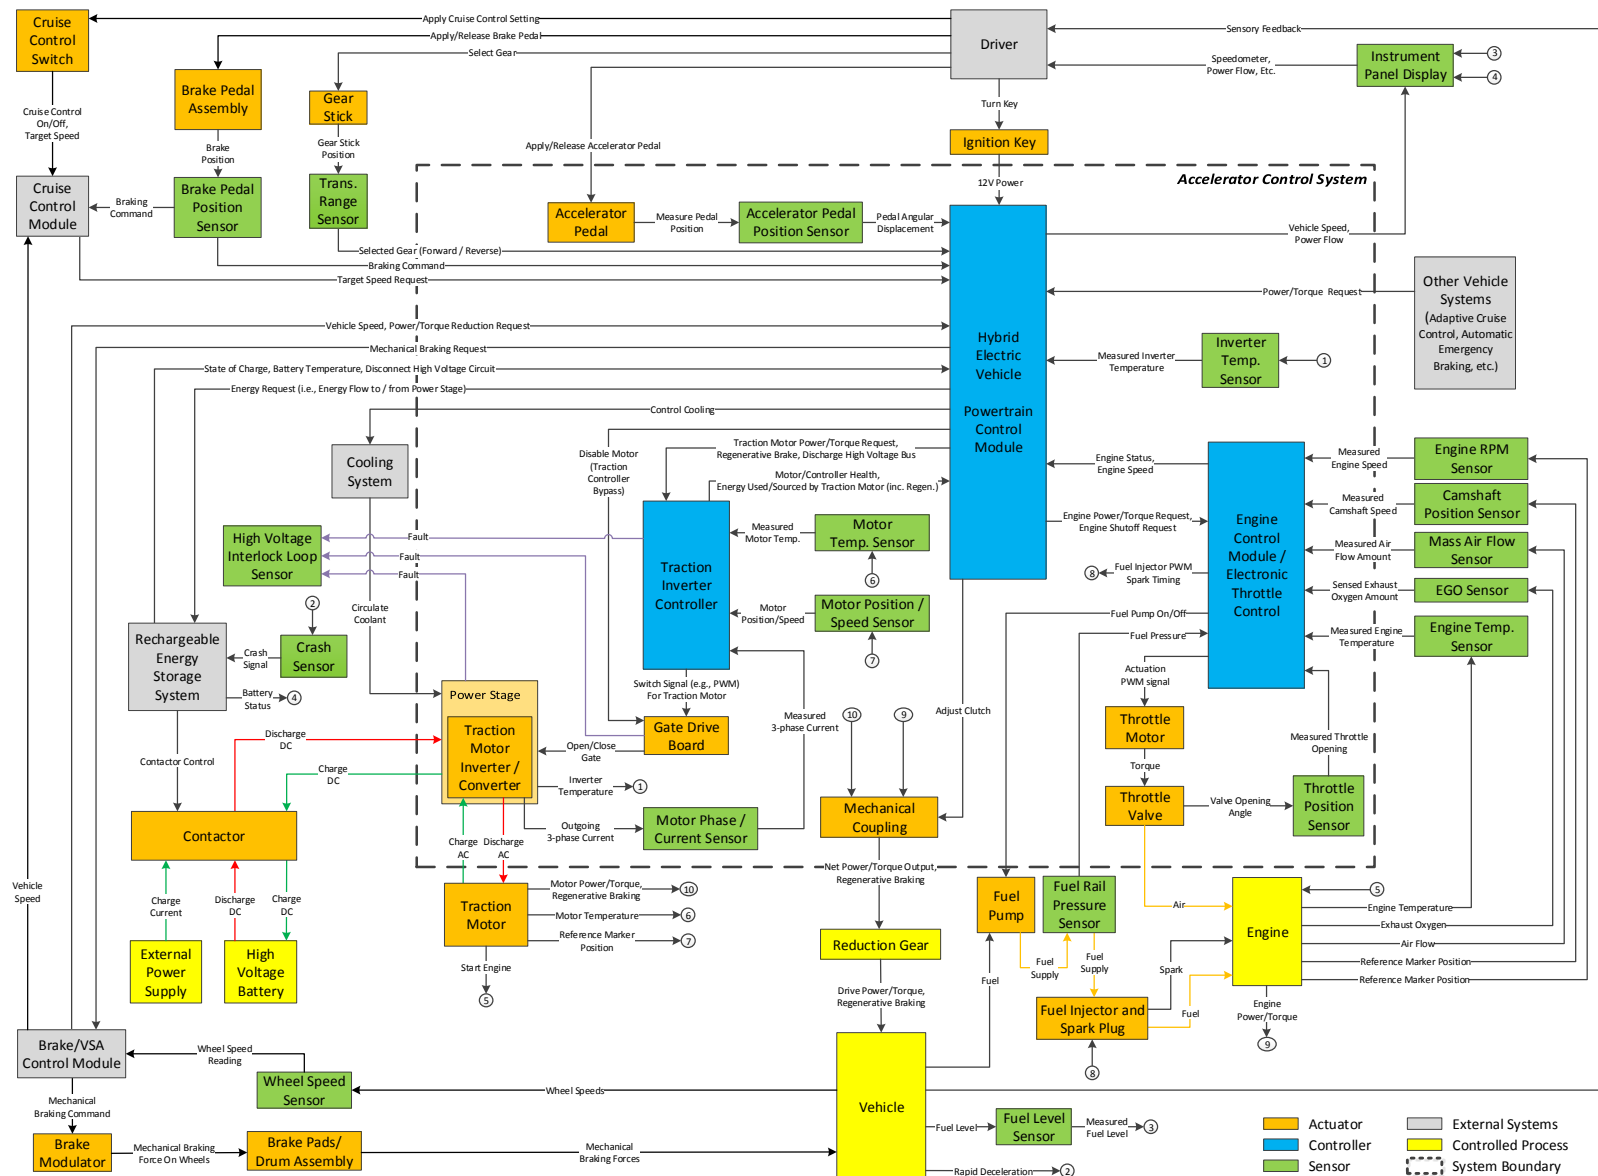 Cruise
Control
Switch
Apply Cruise Control Setting
Apply/Release Brake Pedal
Select Gear
Driver
Sensory Feedback
Speedometer,
Power Flow, Etc.
Instrument
Panel Display
3
4
Brake Pedal
Assembly
Gear
Stick
Turn Key
Ignition Key
Cruise Control
On/Off,
Target Speed
Brake
Position
Gear Stick
Position
Apply/Release Accelerator Pedal
12V Power
Accelerator Control System
Cruise
Control
Module
Braking
Command
Brake Pedal
Position
Sensor
Trans.
Range
Sensor
Accelerator
Pedal
Measure Pedal
Position
Accelerator Pedal
Position Sensor
Pedal Angular
Displacement
Vehicle Speed,
Power Flow
Selected Gear (Forward / Reverse)
Braking Command
Target Speed Request
Power/Torque Request
Other Vehicle
Systems
(Adaptive Cruise
Control, Automatic
Emergency
Braking, etc.)
Vehicle Speed, Power/Torque Reduction Request
Mechanical Braking Request
State of Charge, Battery Temperature, Disconnect High Voltage Circuit
Energy Request (i.e., Energy Flow to / from Power Stage)
Control Cooling
Hybrid
Electric
Vehicle
Powertrain
Control
Module
Measured Inverter
Temperature
Inverter
Temp.
Sensor
1
Cooling
System
Disable Motor
(Traction
Controller
Bypass)
Traction Motor Power/Torque Request,
Regenerative Brake, Discharge High Voltage Bus
Motor/Controller Health,
Energy Used/Sourced by Traction Motor (inc. Regen.)
Engine Status,
Engine Speed
Measured
Engine Speed
Engine RPM
Sensor
Measured
Camshaft Speed
Camshaft
Position Sensor
High Voltage
Interlock Loop
Sensor
Fault
Fault
Fault
Traction
Inverter
Controller
Measured
Motor Temp.
Motor
Temp. Sensor
6
Engine Power/Torque Request,
Engine Shutoff Request
Engine
Control
Module /
Electronic
Throttle
Control
Measured Air
Flow Amount
Mass Air Flow
Sensor
8
Fuel Injector PWM
Spark Timing
Sensed Exhaust
Oxygen Amount
EGO Sensor
2
Circulate
Coolant
Motor
Position/Speed
Motor Position /
Speed Sensor
7
Fuel Pump On/Off
Fuel Pressure
Measured Engine
Temperature
Engine Temp.
Sensor
Rechargeable
Energy
Storage
System
Crash
Signal
Crash
Sensor
Battery
Status
4
Actuation
PWM signal
Power Stage
Traction
Motor
Inverter /
Converter
Switch Signal (e.g., PWM)
For Traction Motor
Gate Drive
Board
Open/Close
Gate
Measured
3-phase Current
10
9
Adjust Clutch
Throttle
Motor
Measured Throttle
Opening
Torque
Discharge
DC
Contactor Control
Charge
DC
Inverter
Temperature
1
Throttle
Valve
Valve Opening
Angle
Throttle
Position
Sensor
Contactor
Outgoing
3-phase Current
Motor Phase /
Current Sensor
Mechanical
Coupling
Charge
AC
Discharge
AC
Net Power/Torque Output,
Regenerative Braking
Vehicle
Speed
Charge
Current
Discharge
DC
Charge
DC
Traction
Motor
Motor Power/Torque,
Regenerative Braking
10
Motor Temperature
6
Reference Marker
Position
7
Start Engine
5
Reduction Gear
Fuel
Pump
Fuel Rail
Pressure
Sensor
Air
Engine
5
Engine Temperature
Exhaust Oxygen
Air Flow
Reference Marker Position
Reference Marker Position
External
Power
Supply
High
Voltage
Battery
Fuel
Supply
Fuel
Supply
Spark
Fuel
Fuel
Drive Power/Torque,
Regenerative Braking
Fuel Injector and
Spark Plug
8
Engine
Power/Torque
9
Brake/VSA
Control Module
Wheel Speed
Reading
Wheel Speed
Sensor
Wheel Speeds
Vehicle
Mechanical
Braking Command
Brake
Modulator
Mechanical Braking
Force On Wheels
Brake Pads/
Drum Assembly
Mechanical
Braking Forces
Fuel Level
Fuel Level
Sensor
Measured
Fuel Level
3
Rapid Deceleration
2
Actuator
Controller
Sensor
External Systems
Controlled Process
System Boundary